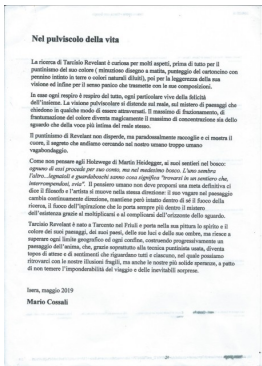 Nel pulviscolo della vita
La ricerca di Tarcisio Revelant è curiosa per molti aspetti, prima di tutto per il
puntinismo del suo colore ( minutioso disegno a matita, punteggio del cartoncino con
pennino intinto in terre o colori naturali diluiti), poi per la leggerezza della sua
visione ed infine per il senso panico che trasmette con le sue composizioni.
In esse ogni respiro è respiro del tutto, ogni particolare vive della felicità
dell'insieme. La visione pulviscolare si distende sul reale, sui misteri di paesaggi che
chiedono in qualche modo di essere attraversati. Il massimo di frazionamento, di
frantumazione del colore diventa magicamente il massimo di concentrazione sia dello
sguardo che della voce più intima del reale stesso.
Il puntinismo di Revelant non disperde, ma paradossalmente raccoglie e ci mostra il
cuore, il segreto che andiamo cercando nel nostro umano troppo umano
vagabondaggio.
Come non pensare agli Holzwege di Martin Heidegger, ai suoi sentieri nel bosco:
ognuno di essi procede per suo conto, ma nel medesimo bosco. L'uno sembra
l'altro...legnaioli e guardaboschi sanno cosa significa "trovarsi in un sentiero che,
interrompendosi, svia". Il pensiero umano non deve proporsi una meta definitiva ci
dice il filosofo e l'artista si muove nella stessa direzione: il suo vagare nel paesaggio
cambia continuamente direzione, mantiene però intatto dentro di sé il fuoco della
ricerca, il fuoco dell'ispirazione che lo porta sempre più dentro il mistero
dell'esistenza grazie al moltiplicarsi e al complicarsi dell'orizzonte dello sguardo.
Tarcisio Revelant è nato a Tarcento nel Friuli e porta nella sua pittura lo spirito e il
colore dei suoi paesaggi, dei suoi paesi, delle sue luci e delle sue ombre, ma riesce a
superare ogni limite geografico ed ogni confine, costruendo progressivamente un
paesaggio dell'anima, che, grazie soprattutto alla tecnica puntinista usata, diventa
topos di attese e di sentimenti che riguardano tutti e ciascuno, nel quale possiamo
ritrovarci con le nostre illusioni fragili, ma anche le nostre più solide speranze, a patto
di non temere l'imponderabilità del viaggio e delle inevitabili sorprese.
Isera, maggio 2019
Mario Cossali